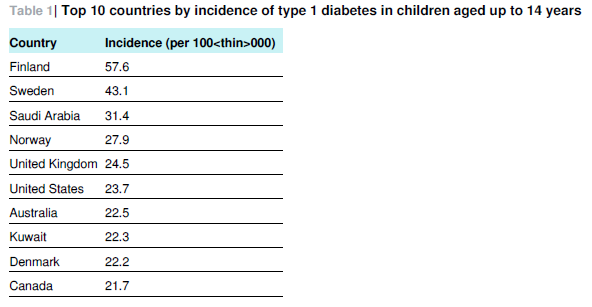 Table 1| Top 10 countries by incidence of type 1 diabetes in children aged up to 14 years
Country Incidence (per 100<thin>000)
Finland 57.6
Sweden 43.1
Saudi Arabia 31.4
Norway 27.9
United Kingdom 24.5
United States 23.7
Australia 22.5
Kuwait 22.3
Denmark 22.2
Canada 21.7